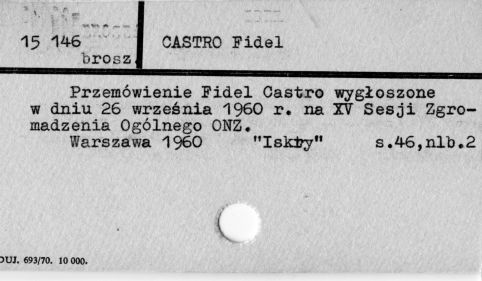 15 146
brosz.
CASTRO Fidel
Przemówienie Fidel Castro wygłoszone
w dniu 26 września 1960 r. na XV Sesji Zgro-
madzenia Ogólnego ONZ.
Warszawa 1960 "Iskry" s.46,nlb.2
DUJ. 693/70. 10 000.